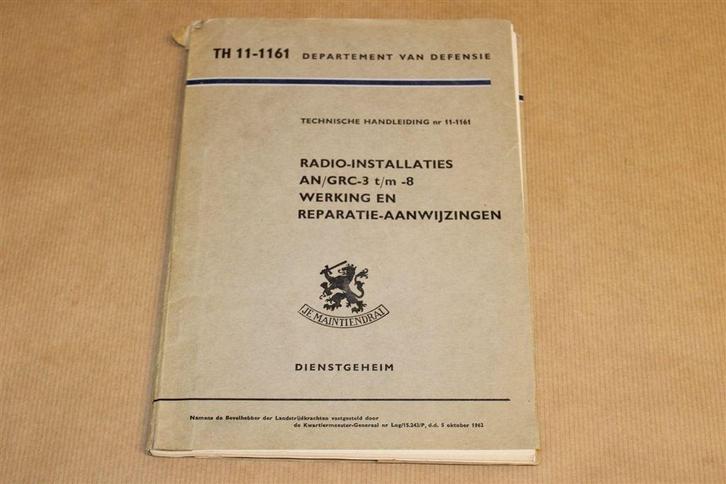 TH 11-1161 DEPARTEMENT VAN DEFENSIE
TECHNISCHE HANDLEIDING nr 11-1161
RADIO-INSTALLATIES
AN/GRC-3 t/m -8
WERKING EN
REPARATIE-AANWIJZINGEN
JE MAINTIENDRAI
DIENSTGEHEIM
Namens de Bevelhebber der Landstrijdkrachten vastgesteld door
de Kwartiermeester-Generaal nr Log/15.243/P, d.d. 5 oktober 1962